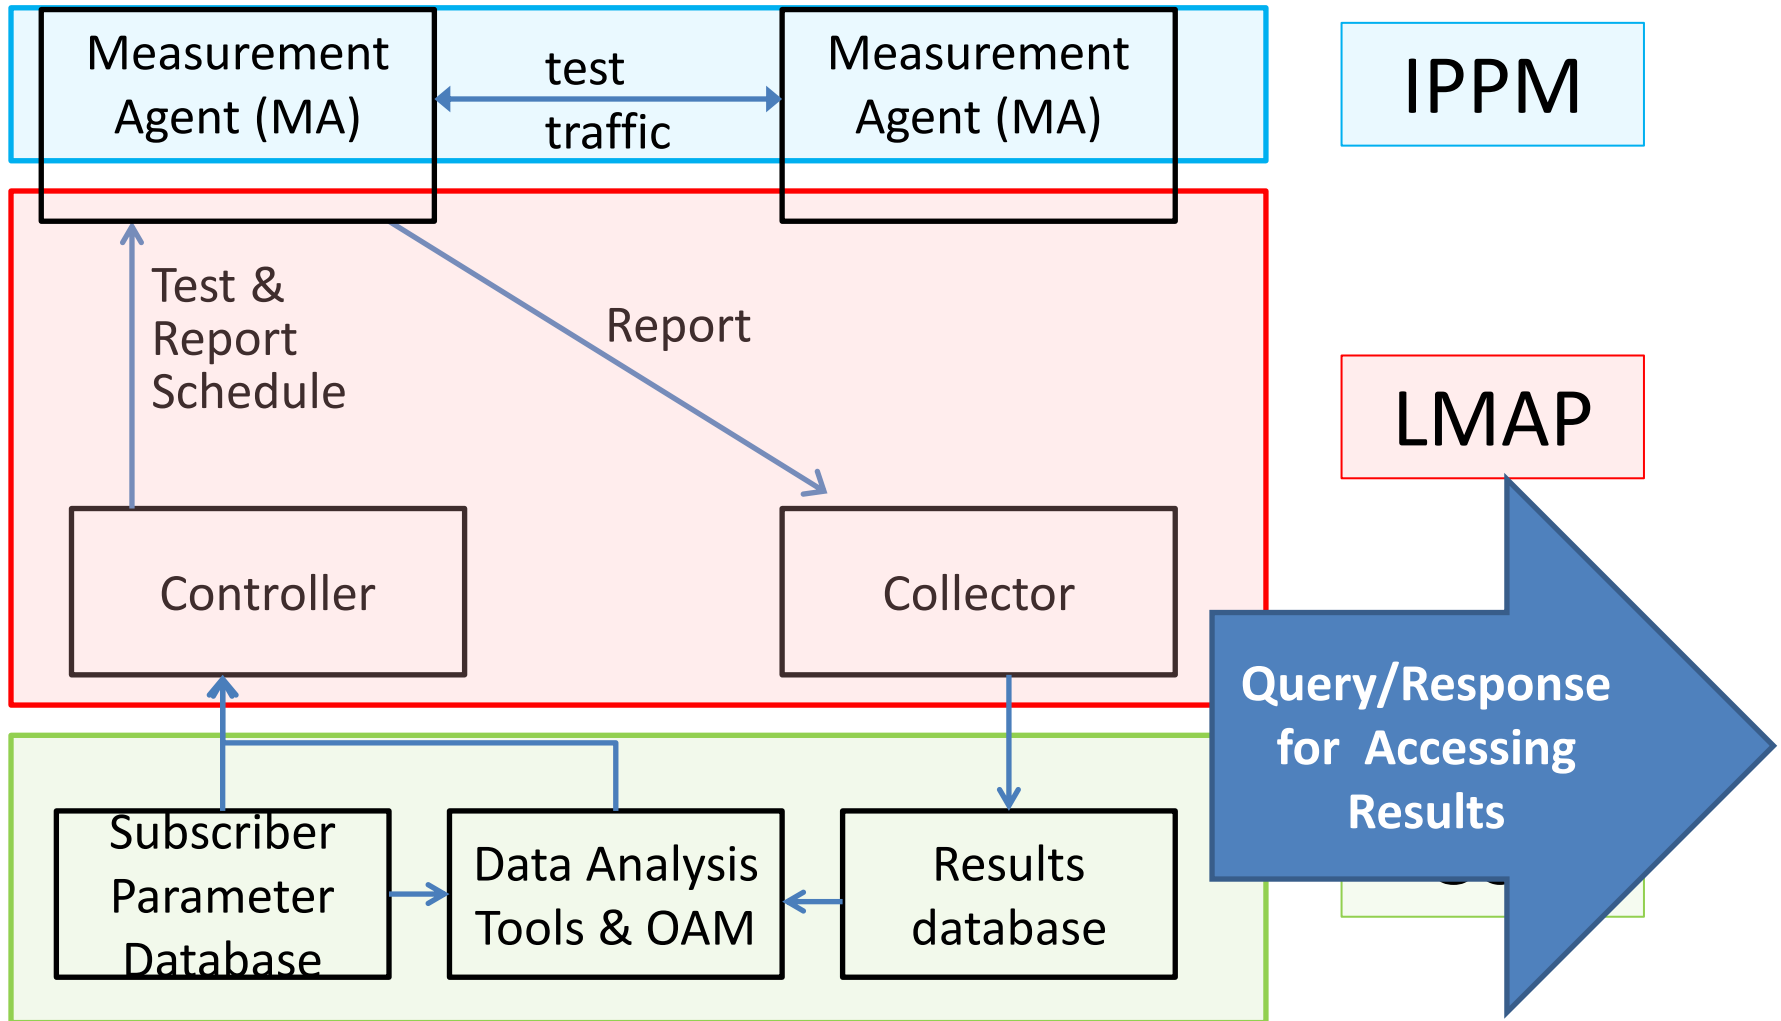 Measurement
Agent (MA)
test
traffic
Measurement
Agent (MA)
IPPM
Test &
Report
Schedule
Report
LMAP
Controller
Collector
Query/Response
for Accessing
Results
Subscriber
Parameter
Database
Data Analysis
Tools & OAM
Results
database